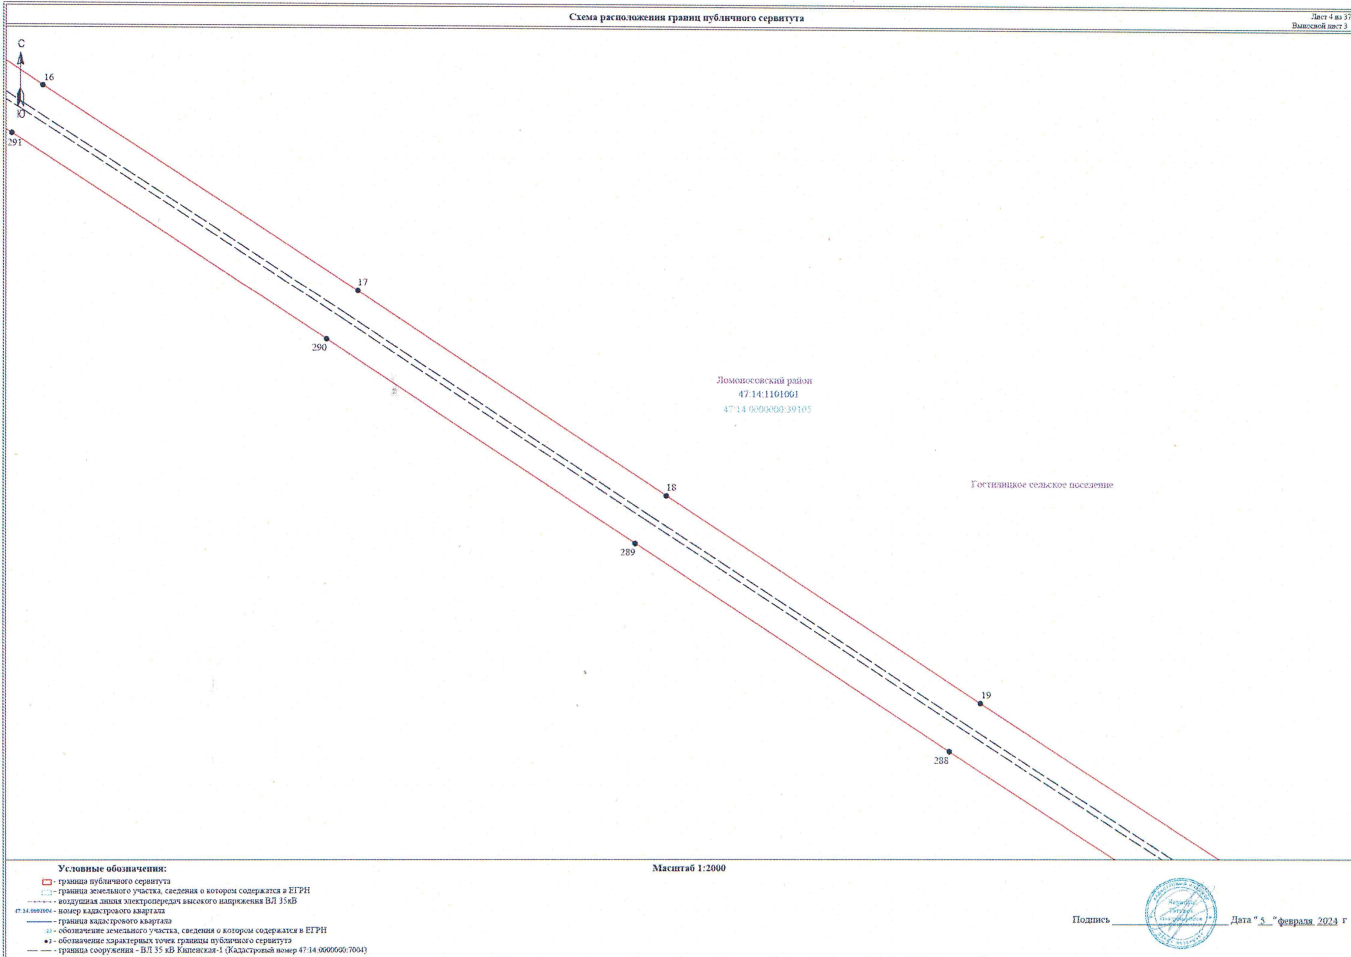 Схема расположения границ публичного сервитута
Лист 4 из 37
Выносной лист 3
С
Ю
16
291
17
290
Ломоносовский район
47:14:1101001
47:14:0000000:39105
18
Гостилицкое сельское поселение
289
19
288
Условные обозначения:
Масштаб 1:2000
- граница публичного сервитута
- граница земельного участка, сведения о котором содержатся в ЕГРН
- воздушная линия электропередач высокого напряжения ВЛ 35кВ
- номер кадастрового квартала
- граница кадастрового квартала
- обозначение земельного участка, сведения о котором содержатся в ЕГРН
- обозначение характерных точек границы публичного сервитута
- граница сооружения - ВЛ 35 кВ Кипенская-1 (Кадастровый номер 47:14:0000000:7004)
Подпись Дата " 5 " февраля 2024 г